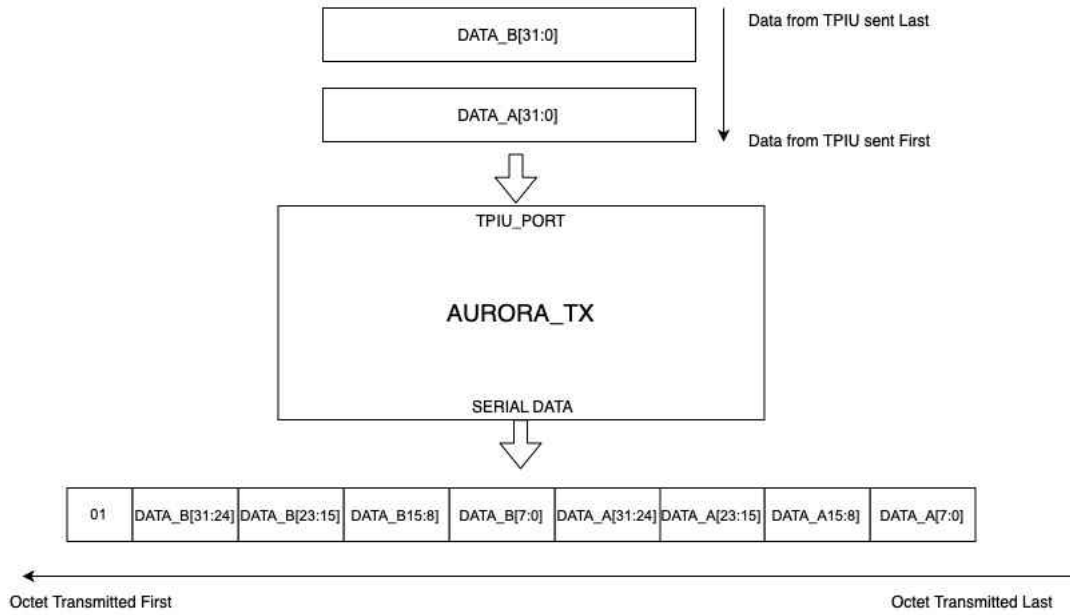 DATA_B[31:0]
Data from TPIU sent Last
DATA_A[31:0]
Data from TPIU sent First
TPIU_PORT
AURORA_TX
SERIAL DATA
01 DATA_B[31:24] DATA_B[23:15] DATA_B15:8] DATA_B[7:0] DATA_A[31:24] DATA_A[23:15] DATA_A15:8] DATA_A[7:0]
Octet Transmitted First
Octet Transmitted Last